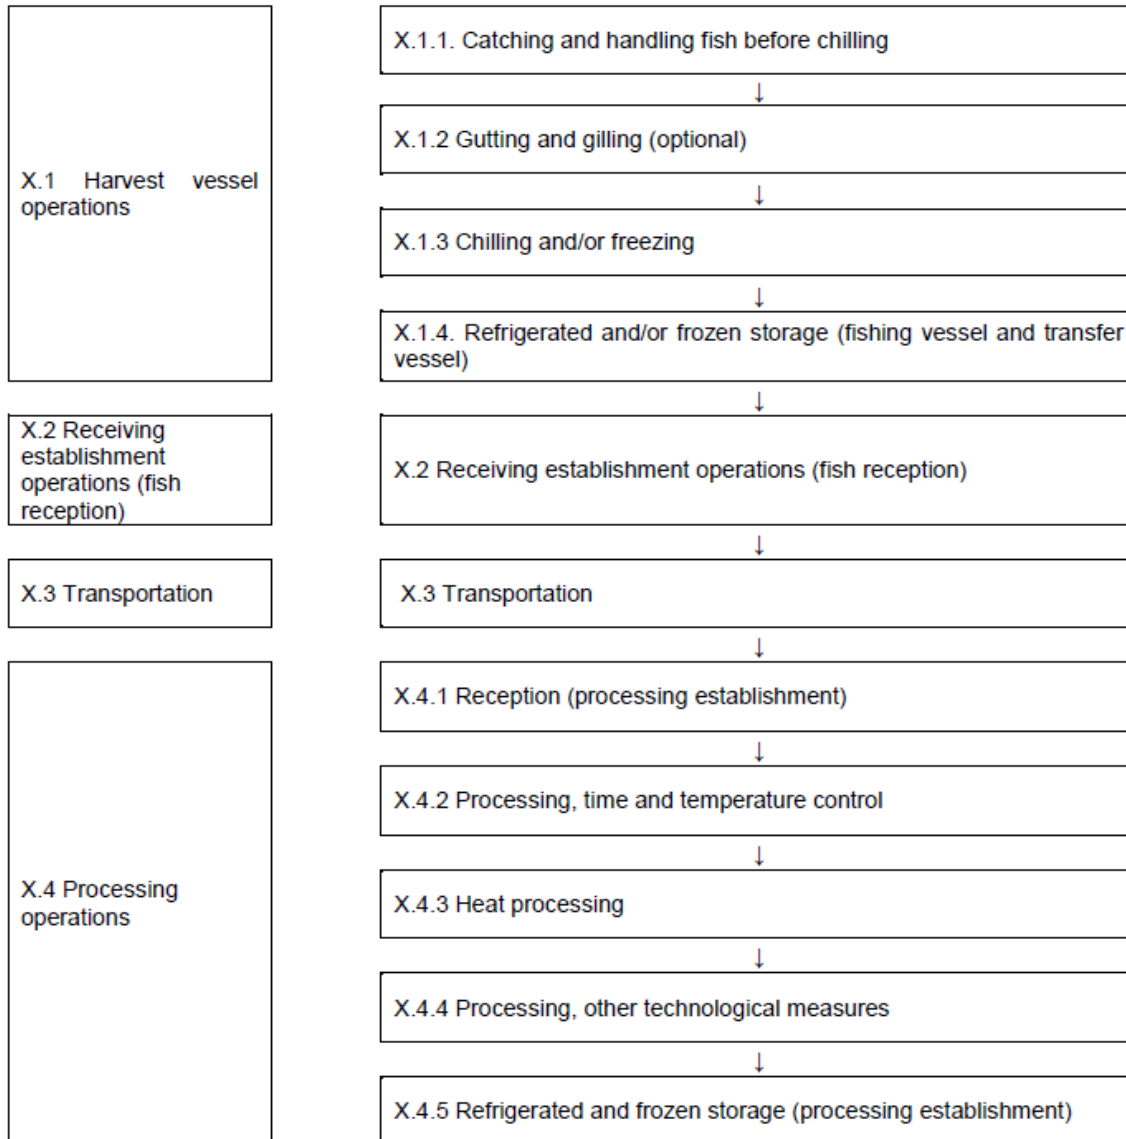 X.1.1. Catching and handling fish before chilling
↓
X.1.2 Gutting and gilling (optional)
X.1 Harvest vessel
operations
↓
X.1.3 Chilling and/or freezing
↓
X.1.4. Refrigerated and/or frozen storage (fishing vessel and transfer
vessel)
↓
X.2 Receiving
establishment
operations (fish
reception)
X.2 Receiving establishment operations (fish reception)
↓
X.3 Transportation
X.3 Transportation
↓
X.4.1 Reception (processing establishment)
↓
X.4.2 Processing, time and temperature control
↓
X.4 Processing
operations
X.4.3 Heat processing
↓
X.4.4 Processing, other technological measures
↓
X.4.5 Refrigerated and frozen storage (processing establishment)